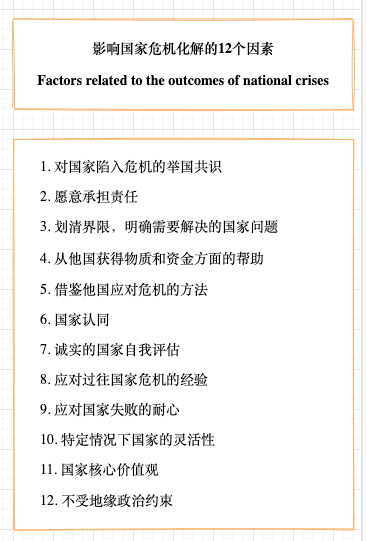 影响国家危机化解的12个因素
Factors related to the outcomes of national crises
1. 对国家陷入危机的举国共识
2. 愿意承担责任
3. 划清界限，明确需要解决的国家问题
4. 从他国获得物质和资金方面的帮助
5. 借鉴他国应对危机的方法
6. 国家认同
7. 诚实的国家自我评估
8. 应对过往国家危机的经验
9. 应对国家失败的耐心
10. 特定情况下国家的灵活性
11. 国家核心价值观
12. 不受地缘政治约束